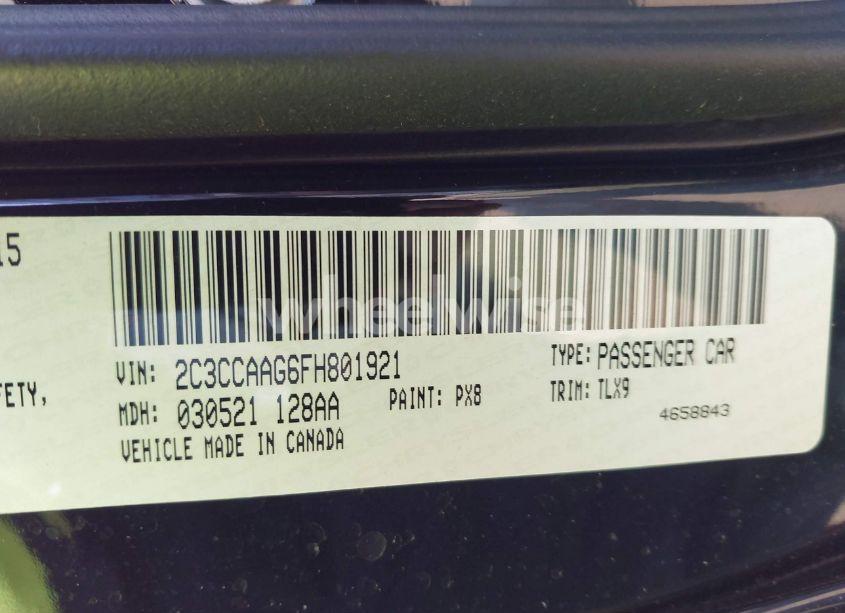 15
wheelwise
VIN: 2C3CCAAG6FH801921
TYPE: PASSENGER CAR
FETY,
MDH: 030521 128AA
PAINT: PX8
TRIM: TLX9
4658843
VEHICLE MADE IN CANADA